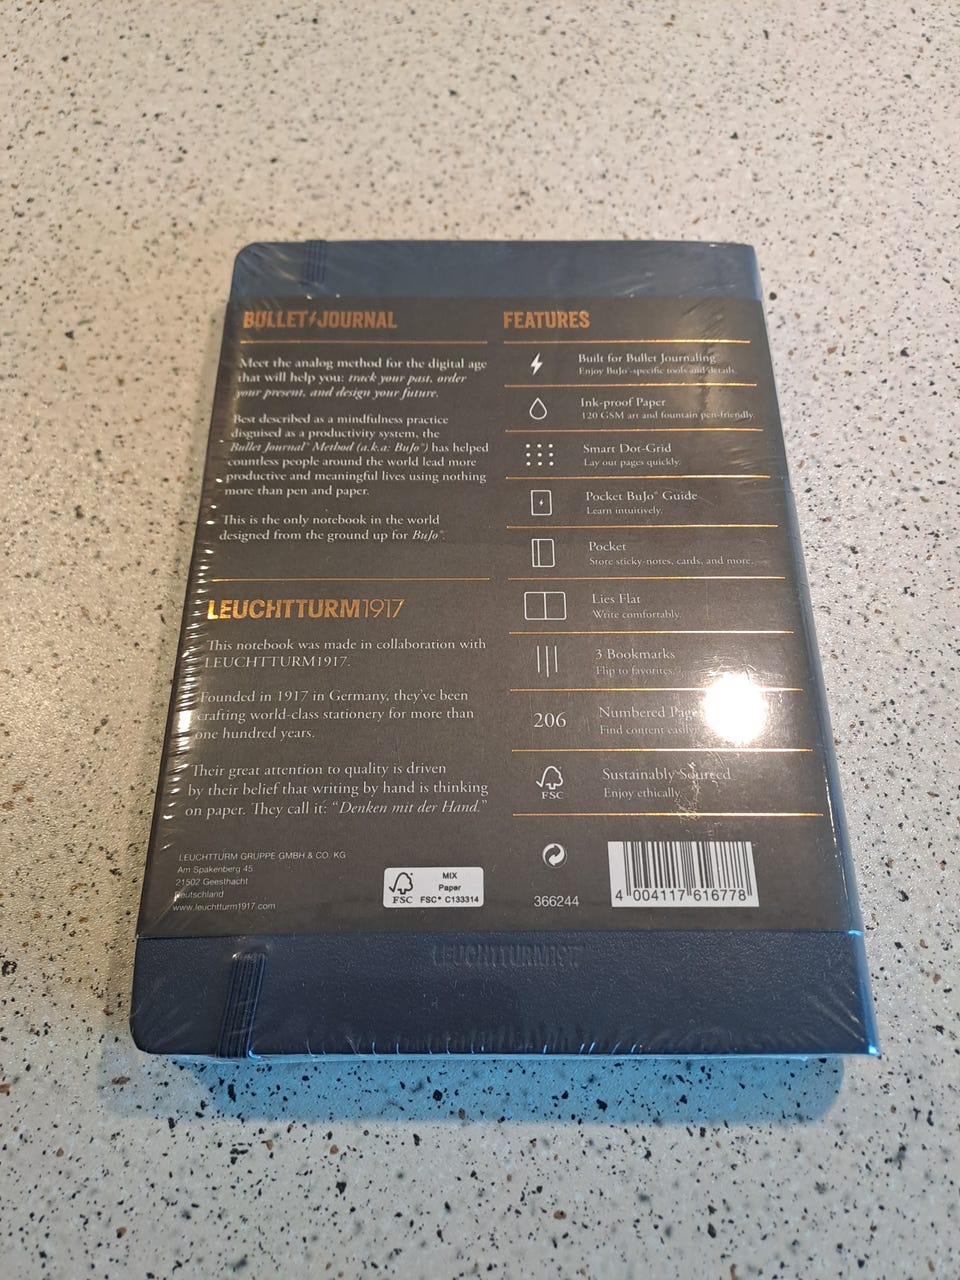 BULLET JOURNAL
Meet the analog method for the digital age
that will help you: track your past, order
your present, and design your future.
Best described as a mindfulness practice
disguised as a productivity system, the
Bullet Journal® Method (a.k.a: BuJo®) has helped
countless people around the world lead more
productive and meaningful lives using nothing
more than pen and paper.
This is the only notebook in the world
designed from the ground up for BuJo®.
LEUCHTTURM1917
This notebook was made in collaboration with
LEUCHTTURM1917.
Founded in 1917 in Germany, they've been
crafting world-class stationery for more than
one hundred years.
Their great attention to quality is driven
by their belief that writing by hand is thinking
on paper. They call it: “Denken mit der Hand.”
LEUCHTTURM GRUPPE GMBH & CO. KG
Am Spakenberg 45
21502 Geesthacht
Deutschland
www.leuchtturm1917.com
FSC
MIX
Paper
FSC® C133314
FEATURES
Built for Bullet Journaling
Enjoy BuJo®-specific tools and details.
Ink-proof Paper
120 GSM art and fountain pen-friendly.
Smart Dot-Grid
Lay out pages quickly.
Pocket BuJo® Guide
Learn intuitively.
Pocket
Store sticky-notes, cards, and more.
Lies Flat
Write comfortably.
3 Bookmarks
Flip to favorites.
206
Numbered Pages
Find content easily.
FSC
Sustainably Sourced
Enjoy ethically.
366244
4 004117 616778
LEUCHTTURM1917